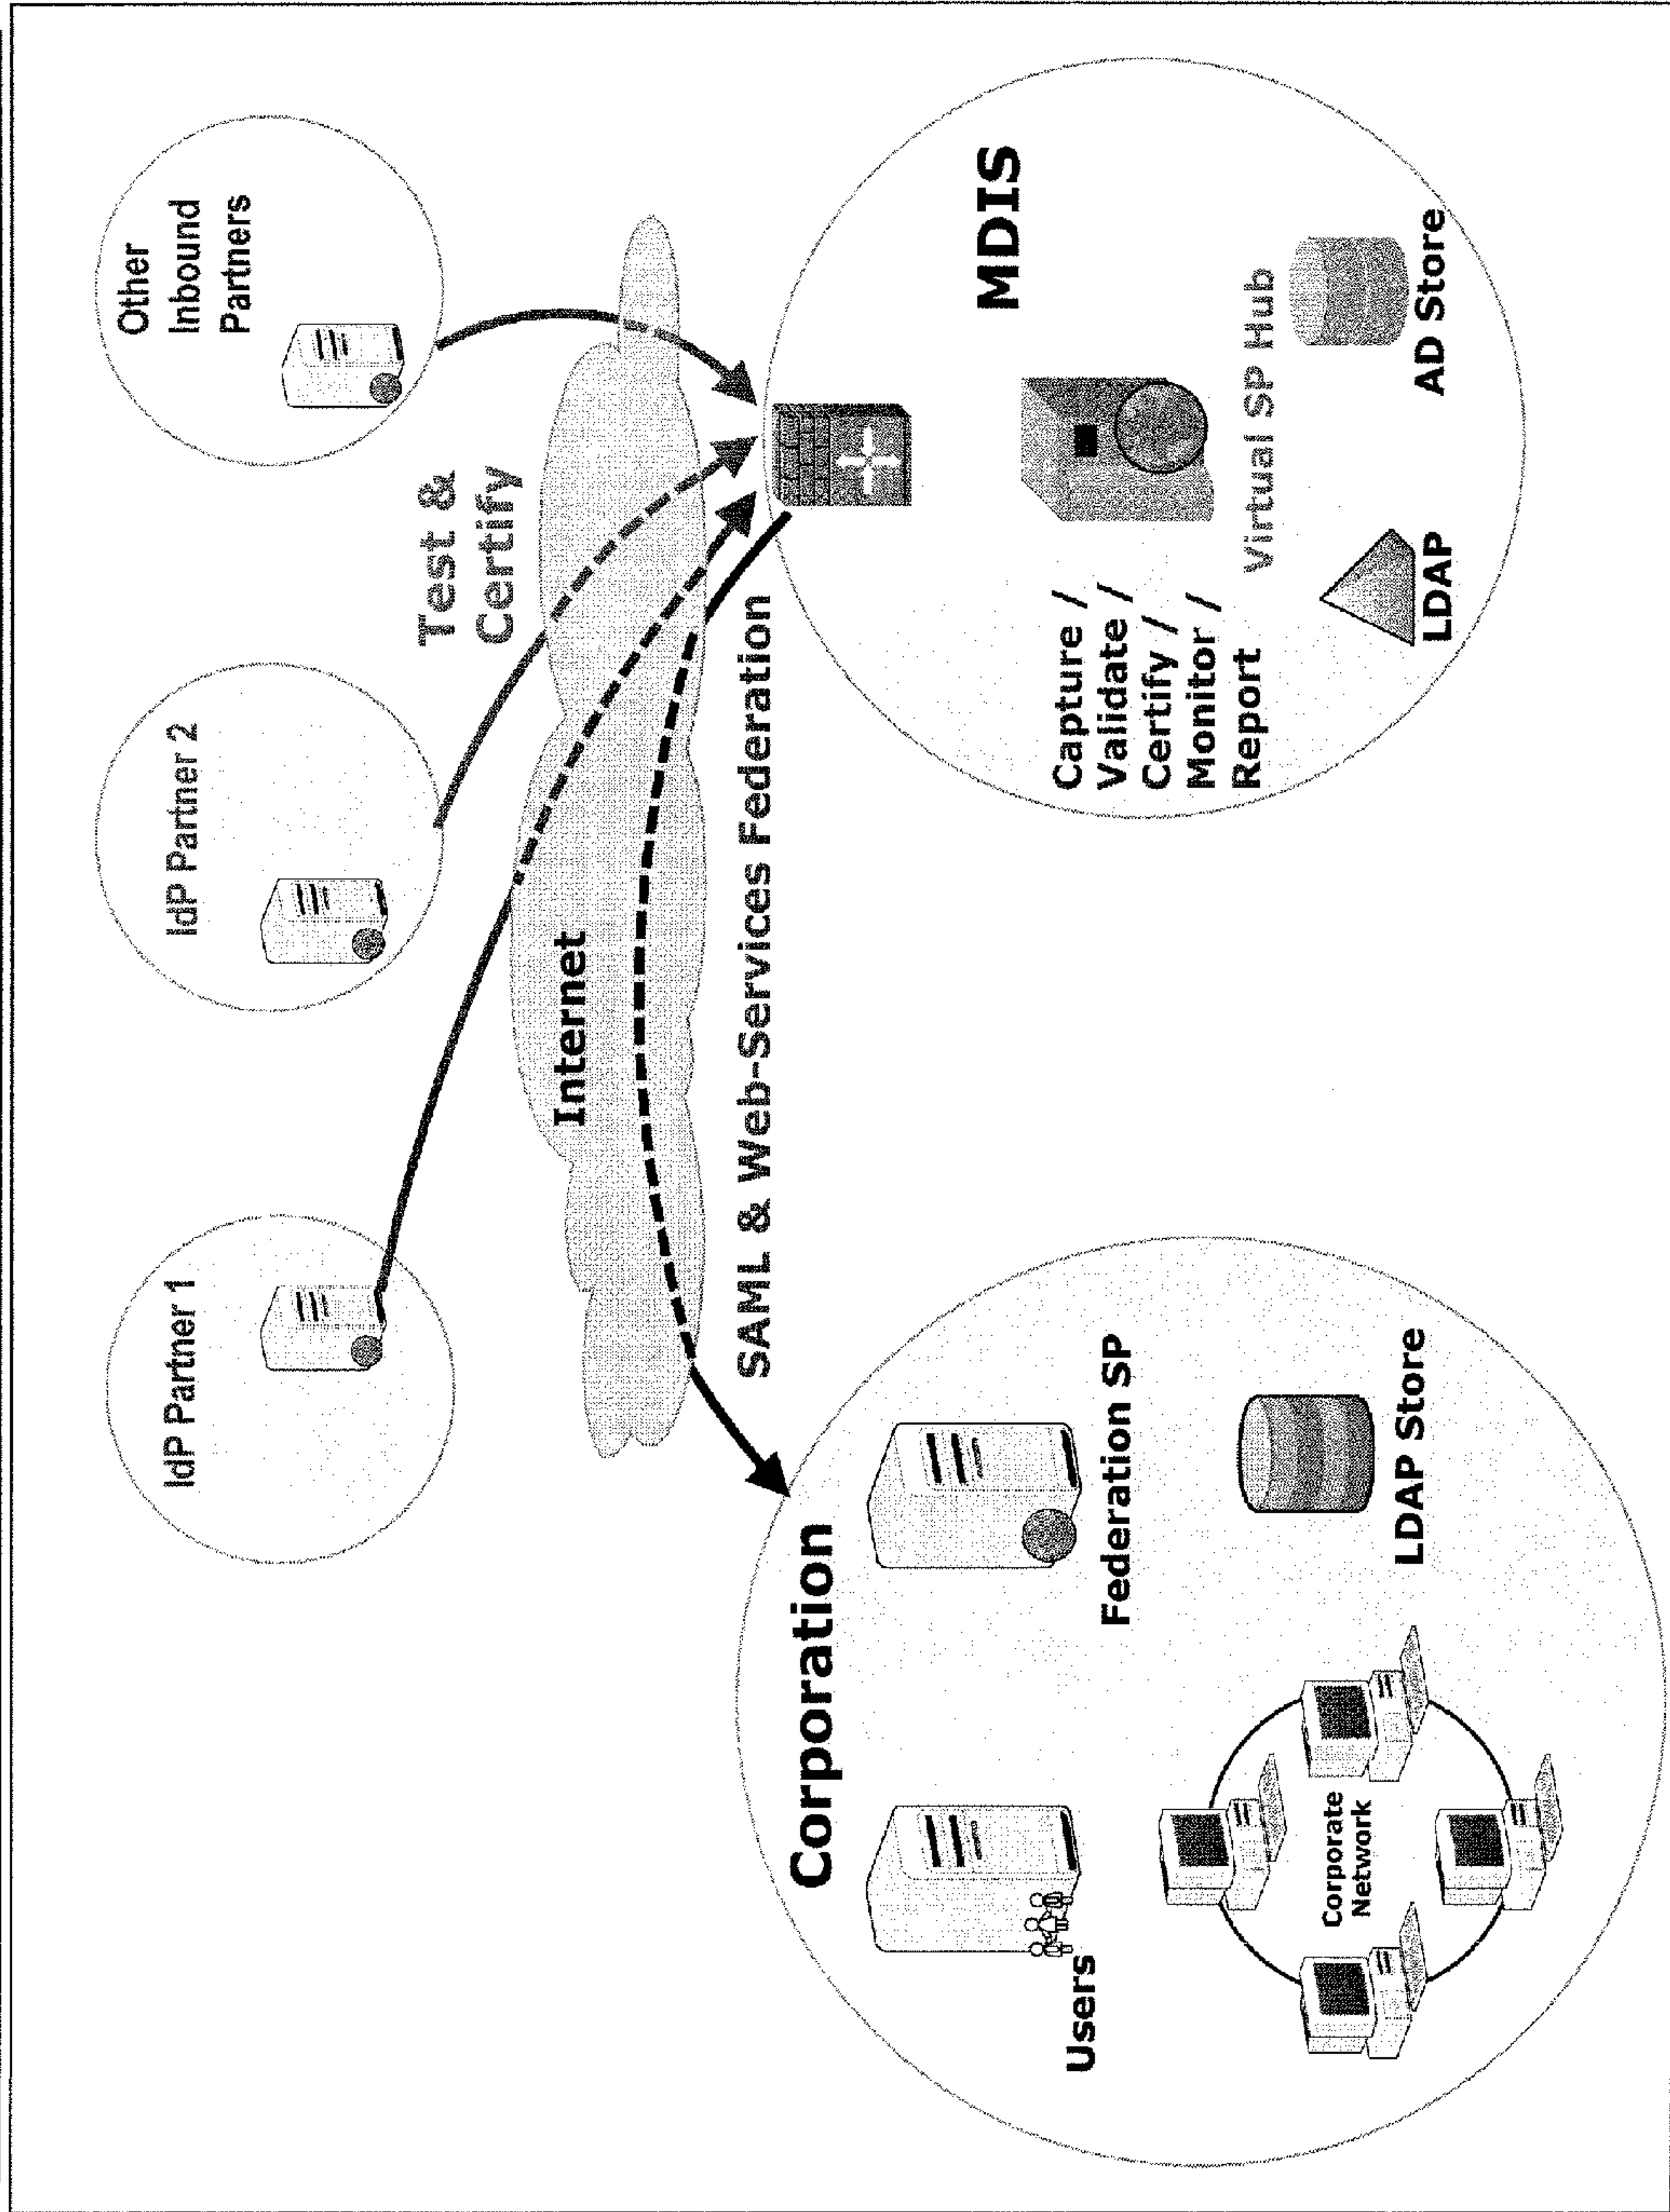 IdP Partner 1
IdP Partner 2
Other
Inbound
Partners
Test &
Certify
Internet
SAML & Web-Services Federation
Corporation
Users
Federation SP
Corporate
Network
LDAP Store
MDIS
Capture /
Validate /
Certify /
Monitor /
Report
Virtual SP Hub
LDAP
AD Store